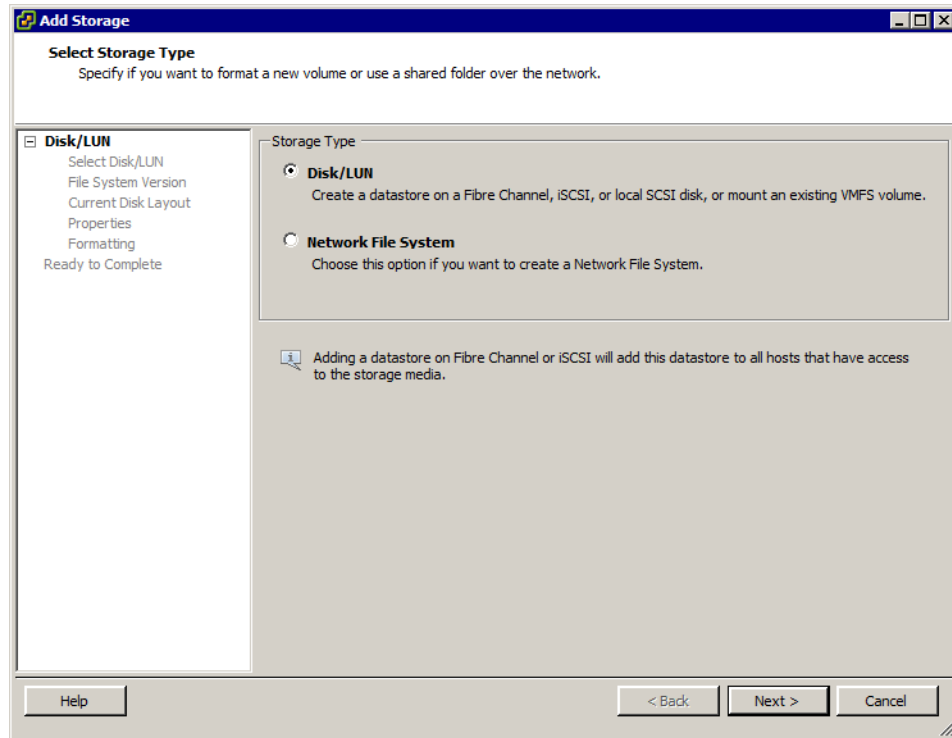 Add Storage
Select Storage Type
Specify if you want to format a new volume or use a shared folder over the network.
Disk/LUN
Select Disk/LUN
File System Version
Current Disk Layout
Properties
Formatting
Ready to Complete
Storage Type
Disk/LUN
Create a datastore on a Fibre Channel, iSCSI, or local SCSI disk, or mount an existing VMFS volume.
Network File System
Choose this option if you want to create a Network File System.
Adding a datastore on Fibre Channel or iSCSI will add this datastore to all hosts that have access
to the storage media.
Help
< Back
Next >
Cancel